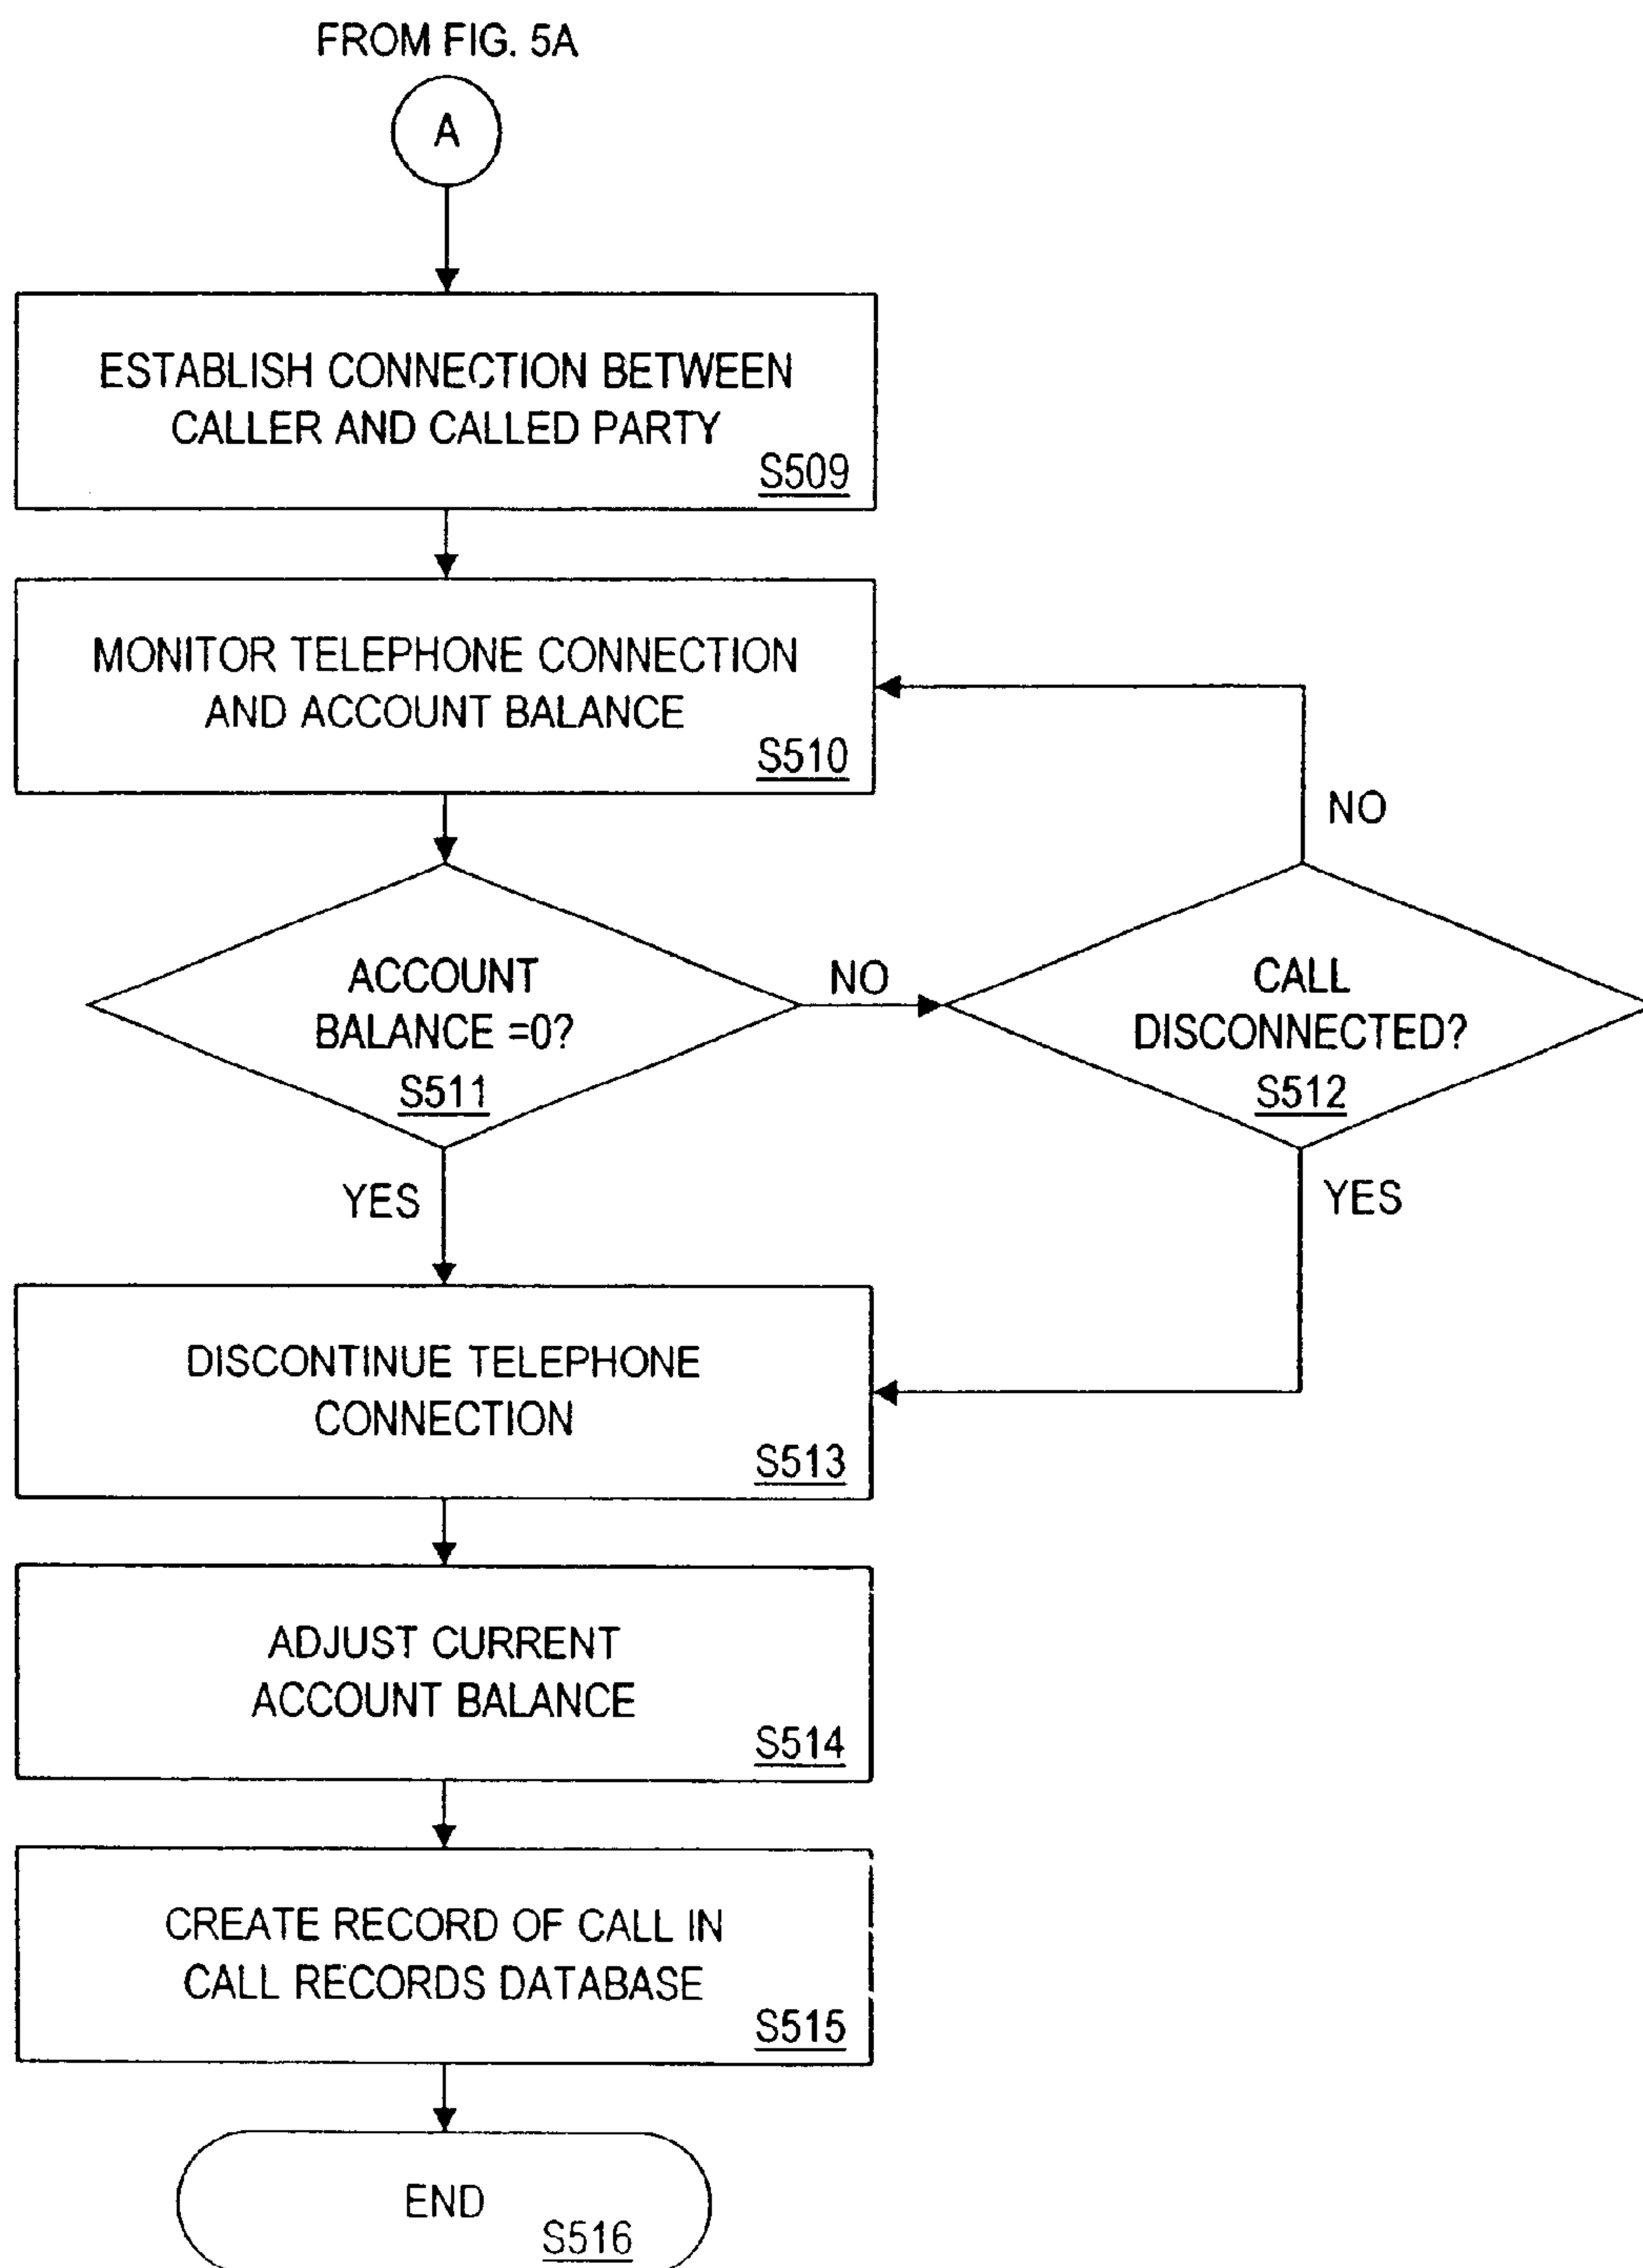 FROM FIG. 5A
A
ESTABLISH CONNECTION BETWEEN
CALLER AND CALLED PARTY
S509
MONITOR TELEPHONE CONNECTION
AND ACCOUNT BALANCE
S510
NO
ACCOUNT
BALANCE =0?
S511
NO
CALL
DISCONNECTED?
S512
YES
YES
DISCONTINUE TELEPHONE
CONNECTION
S513
ADJUST CURRENT
ACCOUNT BALANCE
S514
CREATE RECORD OF CALL IN
CALL RECORDS DATABASE
S515
END
S516